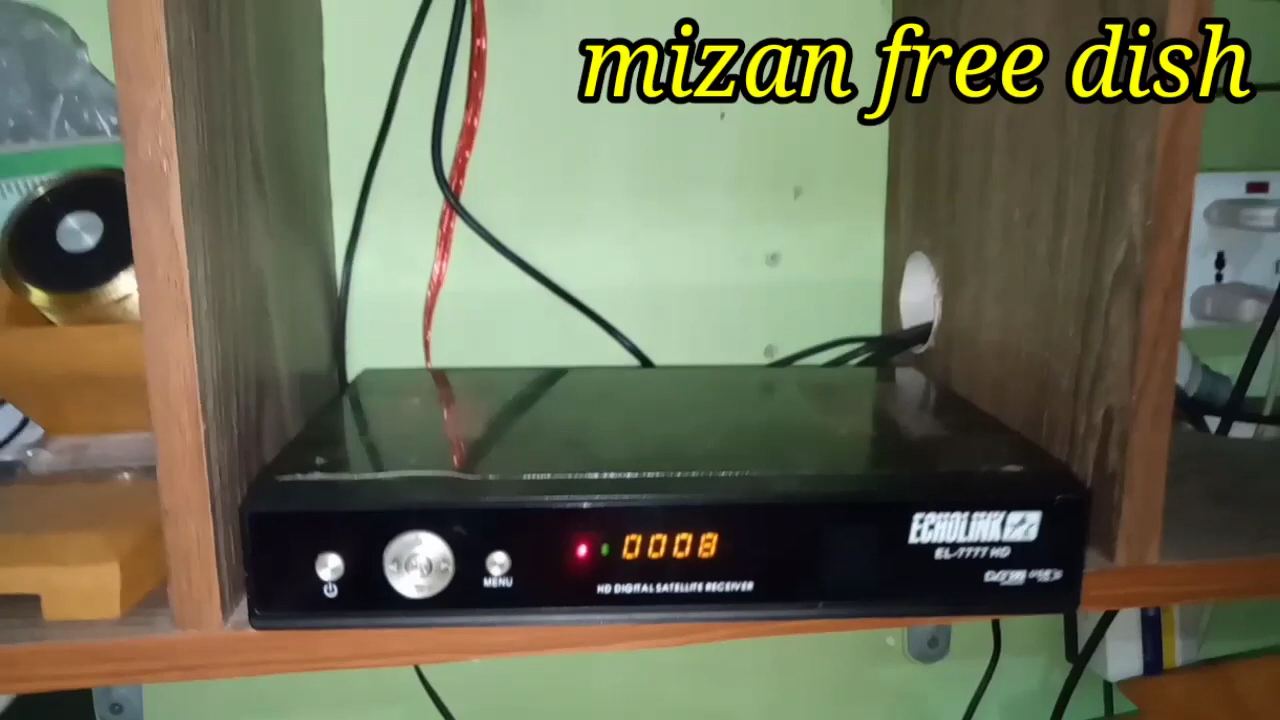 mizan free dish
0008
ECHOLINK
EL-7777 HD
MENU
HD DIGITAL SATELLITE RECEIVER